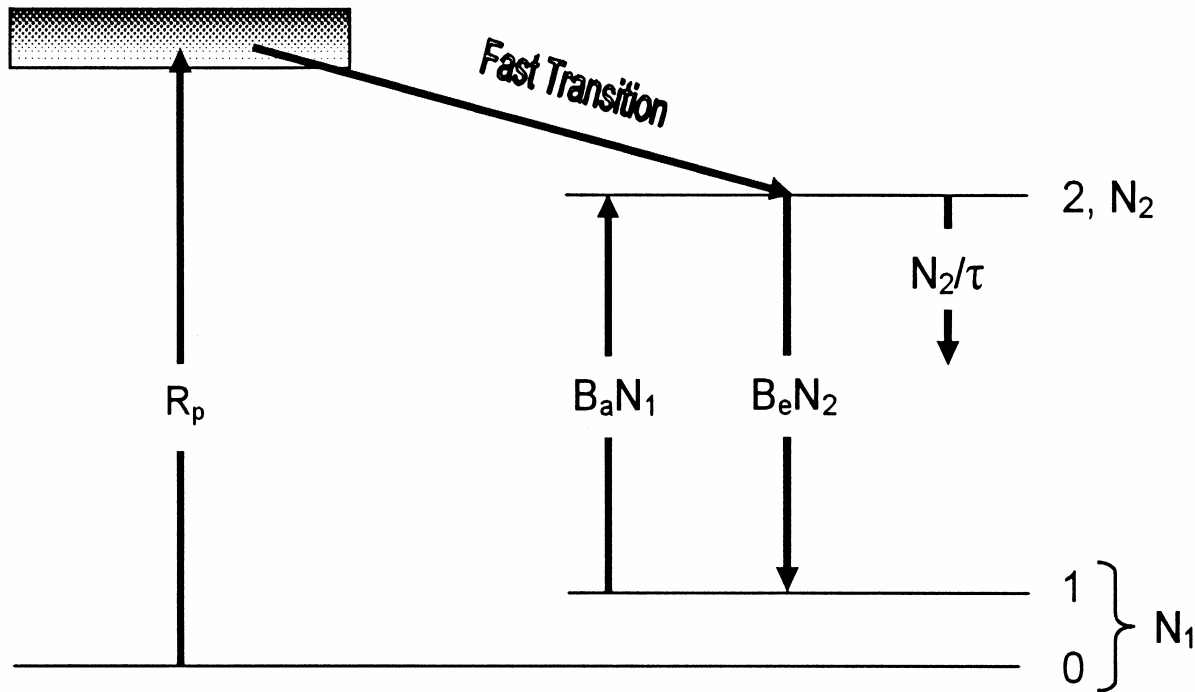 Fast Transition
2, N₂
N₂/τ
Rₚ
BₐN₁
BₑN₂
1
N₁
0